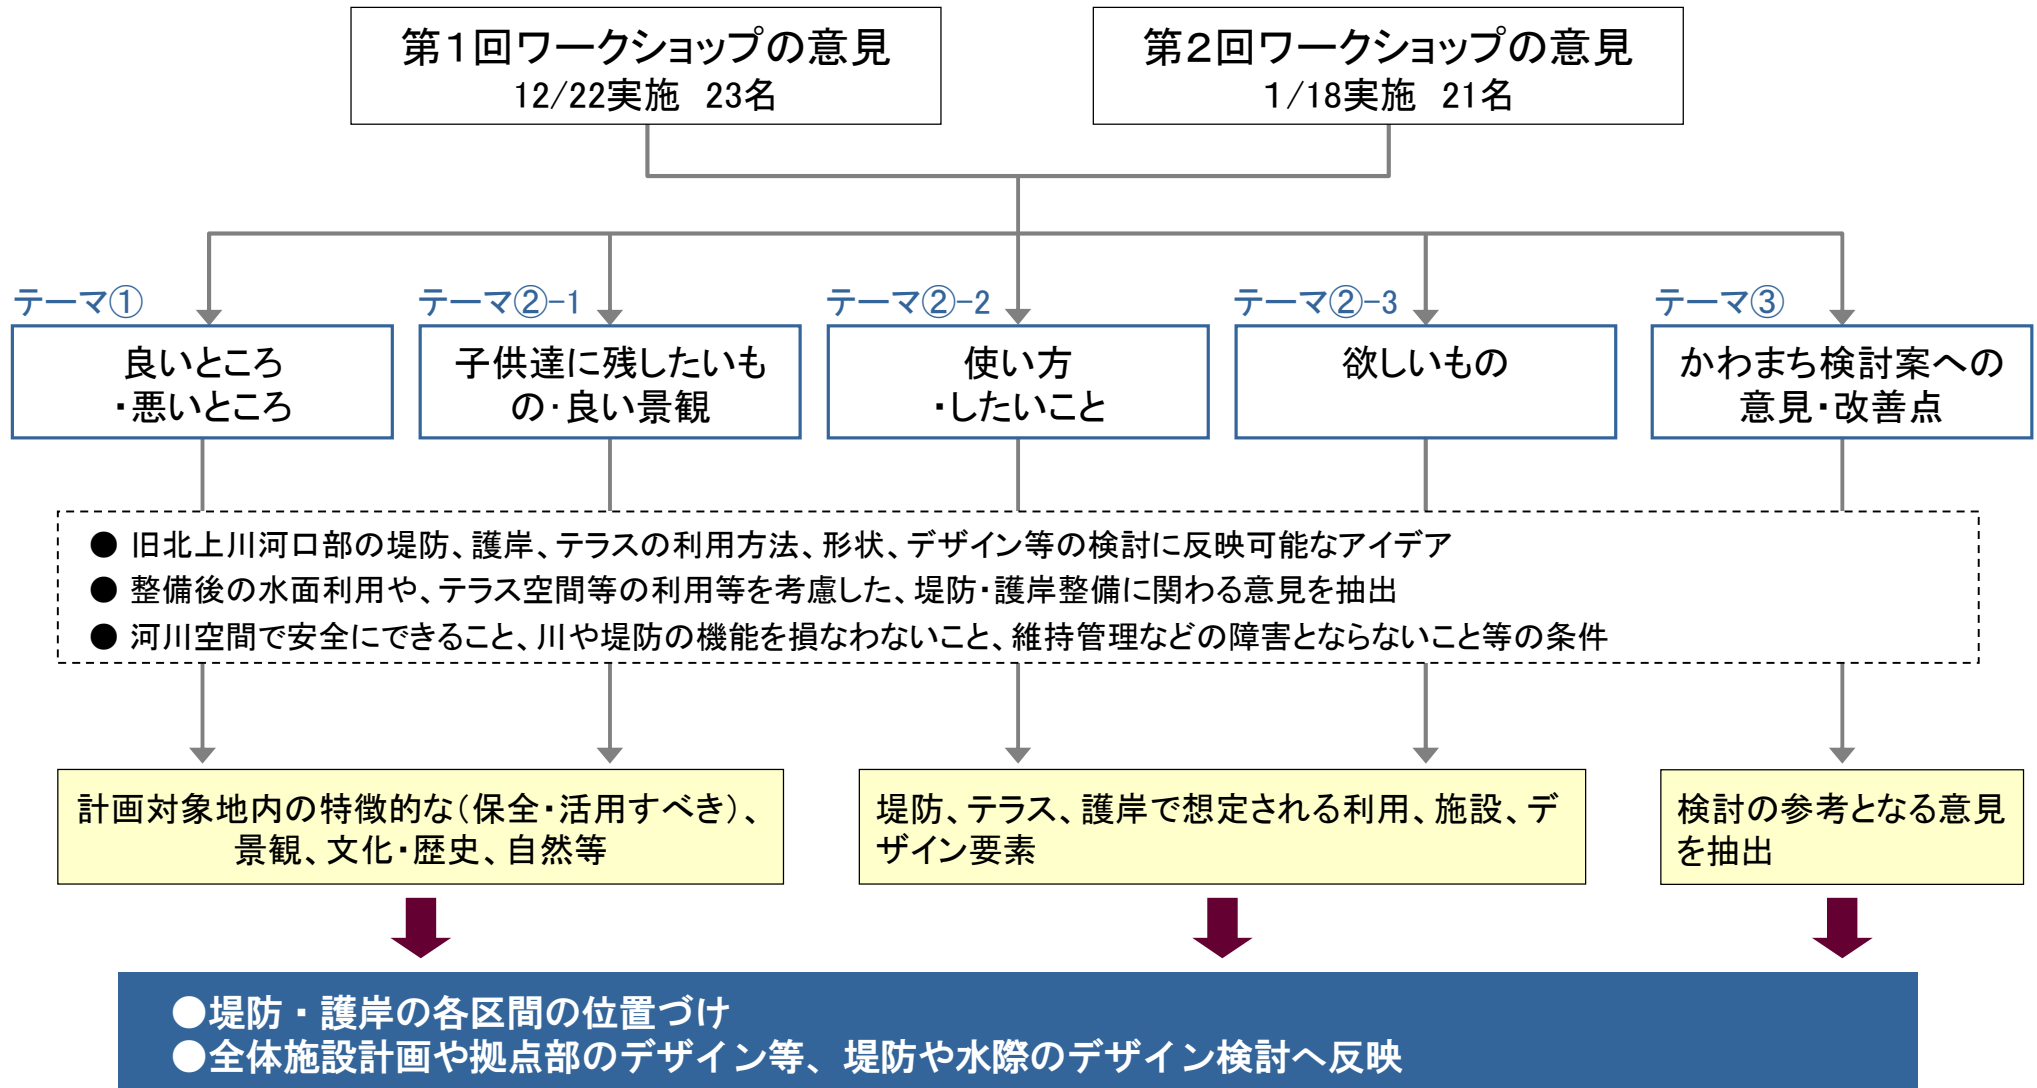 第１回ワークショップの意見
12/22実施　23名
第２回ワークショップの意見
１/18実施　21名
テーマ①
良いところ
・悪いところ
テーマ②-1
子供達に残したいも
の・良い景観
テーマ②-2
使い方
・したいこと
テーマ②-3
欲しいもの
テーマ③
かわまち検討案への
意見・改善点
● 旧北上川河口部の堤防、護岸、テラスの利用方法、形状、デザイン等の検討に反映可能なアイデア
● 整備後の水面利用や、テラス空間等の利用等を考慮した、堤防・護岸整備に関わる意見を抽出
● 河川空間で安全にできること、川や堤防の機能を損なわないこと、維持管理などの障害とならないこと等の条件
計画対象地内の特徴的な（保全・活用すべき）、
景観、文化・歴史、自然等
堤防、テラス、護岸で想定される利用、施設、デ
ザイン要素
検討の参考となる意見
を抽出
●堤防・護岸の各区間の位置づけ
●全体施設計画や拠点部のデザイン等、堤防や水際のデザイン検討へ反映